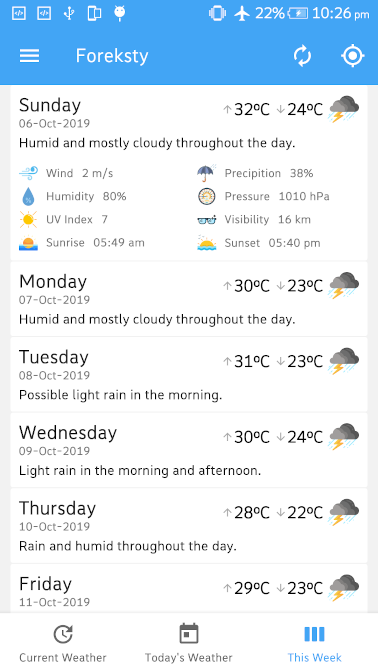 22% 10:26 pm
Foreksty
Sunday ↑32ºC ↓24ºC
06-Oct-2019
Humid and mostly cloudy throughout the day.
Wind 2 m/s Precipition 38%
Humidity 80% Pressure 1010 hPa
UV Index 7 Visibility 16 km
Sunrise 05:49 am Sunset 05:40 pm
Monday ↑30ºC ↓23ºC
07-Oct-2019
Humid and mostly cloudy throughout the day.
Tuesday ↑31ºC ↓23ºC
08-Oct-2019
Possible light rain in the morning.
Wednesday ↑30ºC ↓24ºC
09-Oct-2019
Light rain in the morning and afternoon.
Thursday ↑28ºC ↓22ºC
10-Oct-2019
Rain and humid throughout the day.
Friday ↑29ºC ↓23ºC
11-Oct-2019
Current Weather Today's Weather This Week